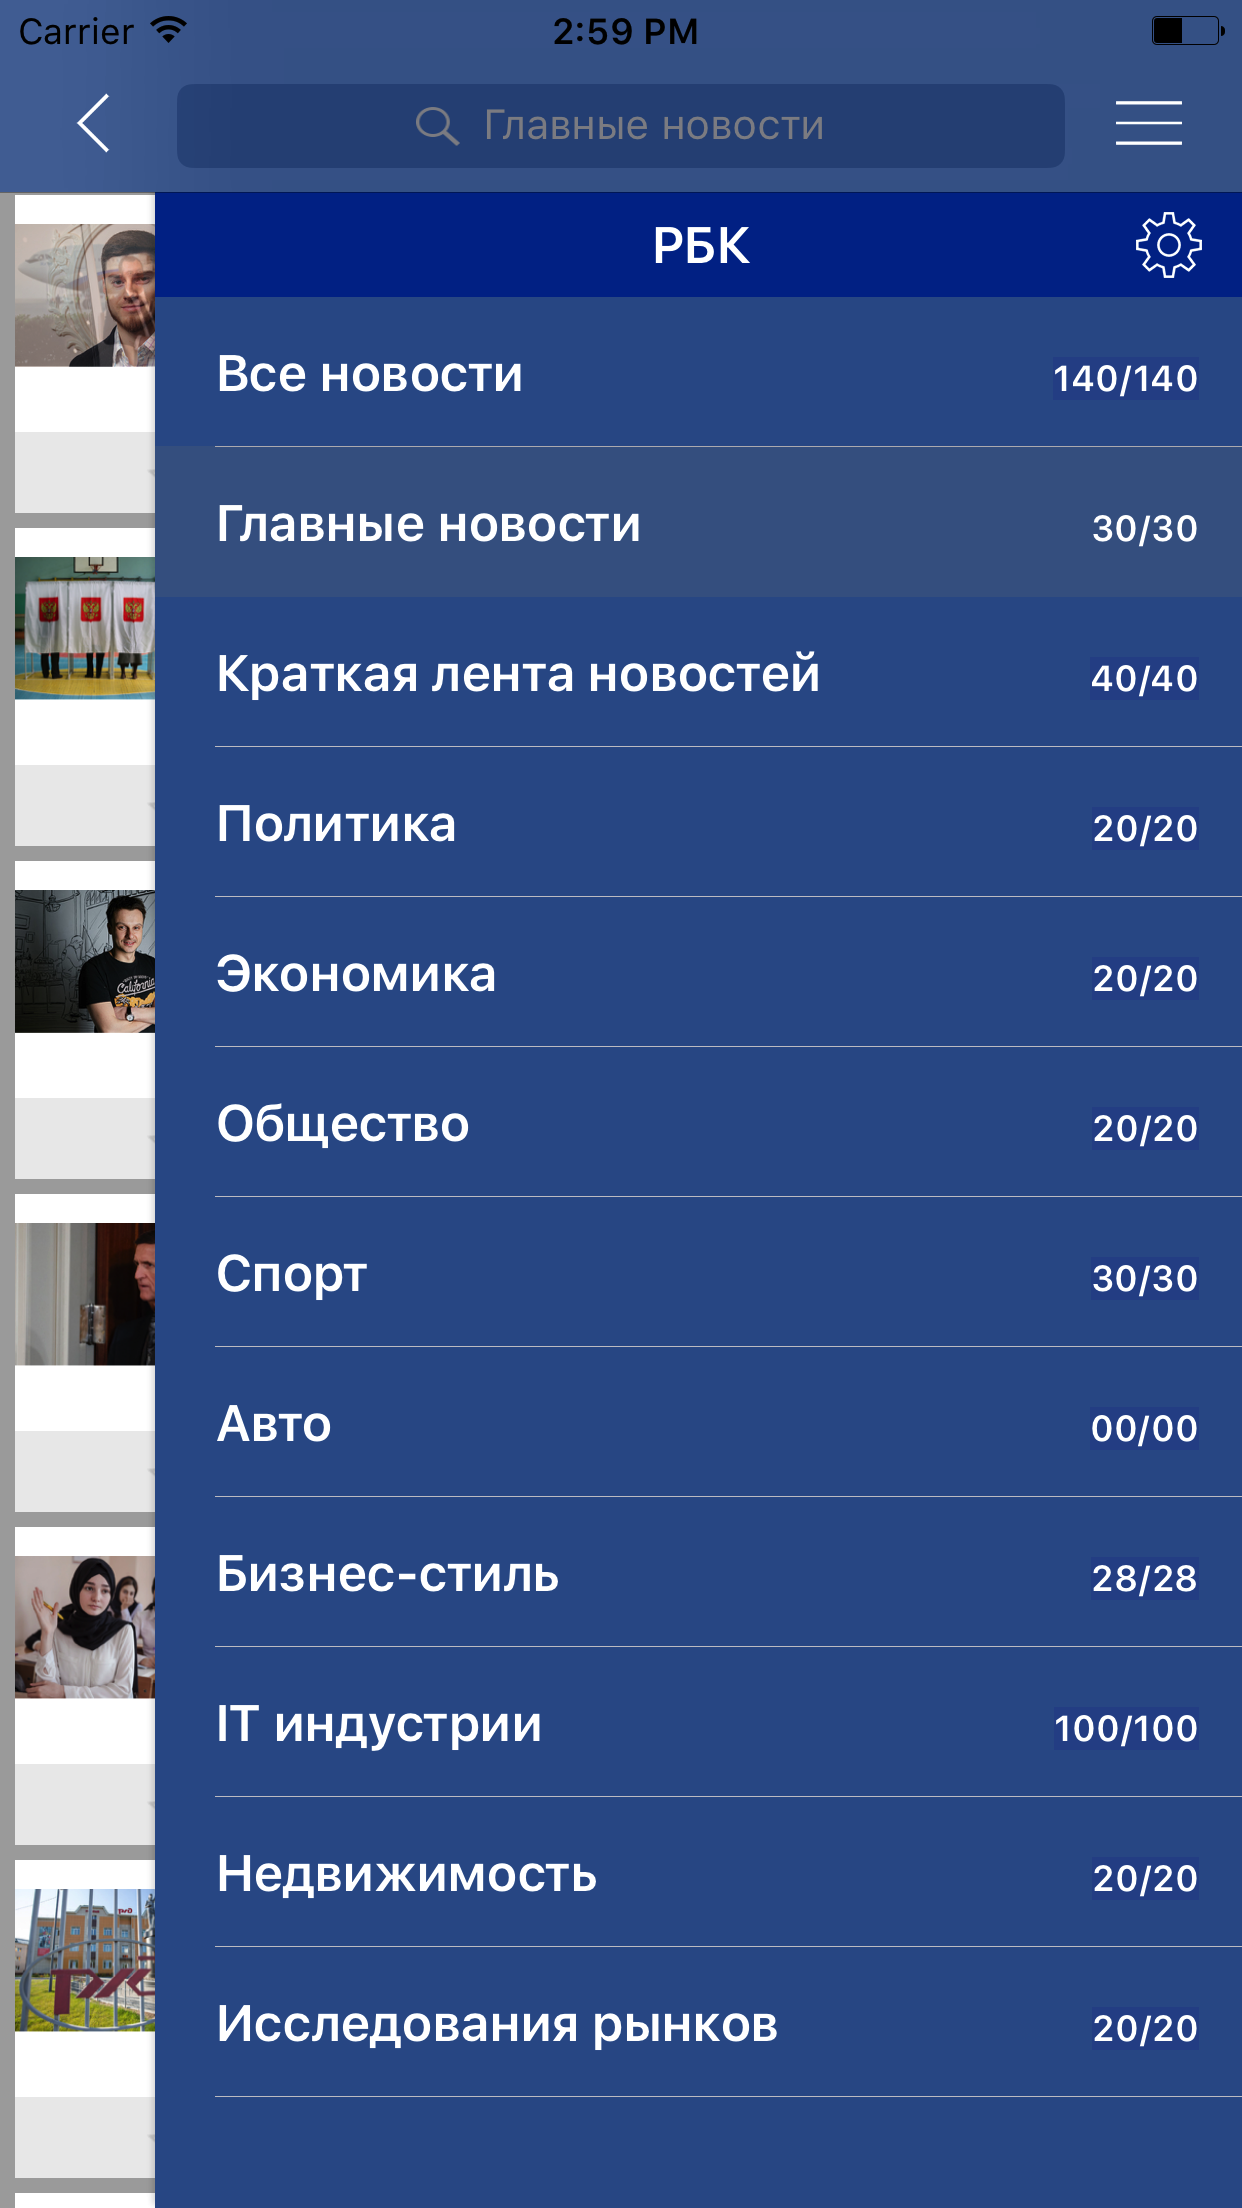 Carrier 2:59 PM
Главные новости
РБК
Все новости 140/140
Главные новости 30/30
Краткая лента новостей 40/40
Политика 20/20
Экономика 20/20
Общество 20/20
Спорт 30/30
Авто 00/00
Бизнес-стиль 28/28
IT индустрии 100/100
Недвижимость 20/20
Исследования рынков 20/20
California